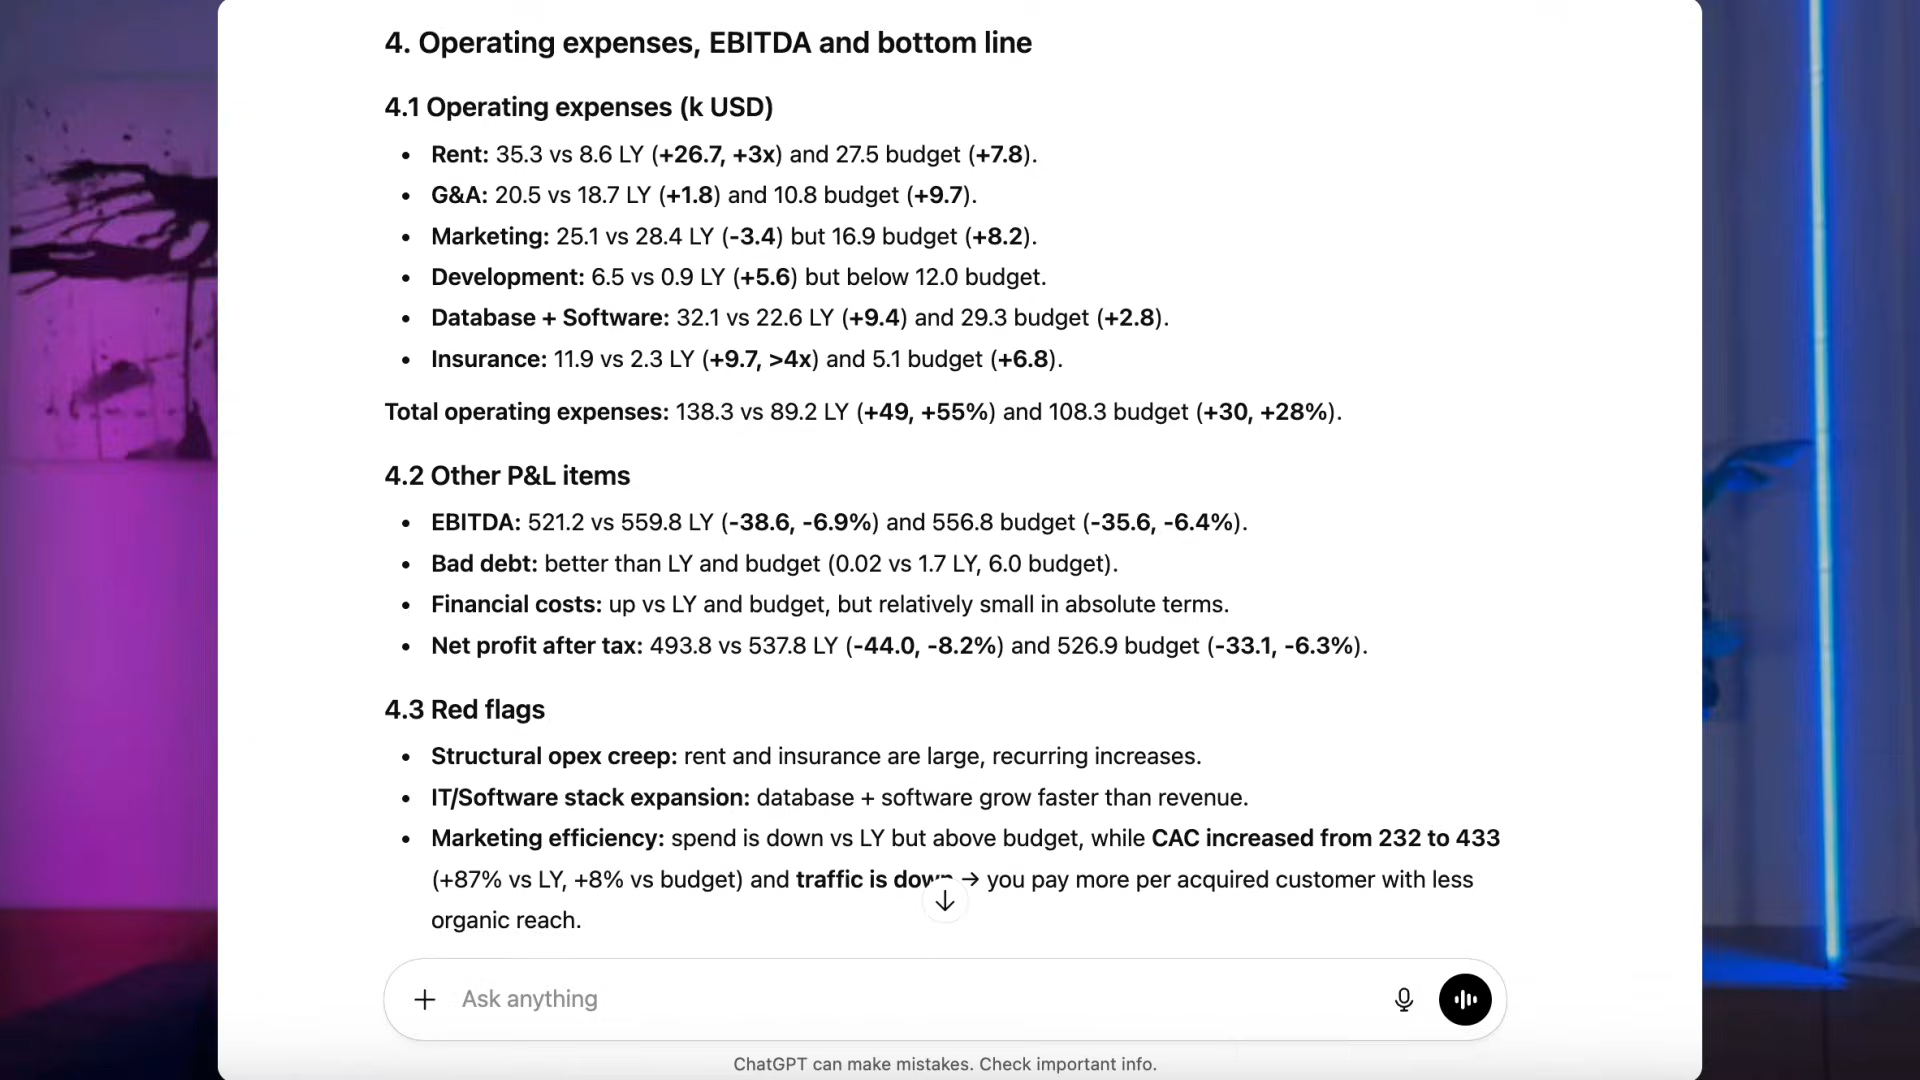 4. Operating expenses, EBITDA and bottom line
4.1 Operating expenses (k USD)
• Rent: 35.3 vs 8.6 LY (+26.7, +3x) and 27.5 budget (+7.8).
• G&A: 20.5 vs 18.7 LY (+1.8) and 10.8 budget (+9.7).
• Marketing: 25.1 vs 28.4 LY (-3.4) but 16.9 budget (+8.2).
• Development: 6.5 vs 0.9 LY (+5.6) but below 12.0 budget.
• Database + Software: 32.1 vs 22.6 LY (+9.4) and 29.3 budget (+2.8).
• Insurance: 11.9 vs 2.3 LY (+9.7, >4x) and 5.1 budget (+6.8).
Total operating expenses: 138.3 vs 89.2 LY (+49, +55%) and 108.3 budget (+30, +28%).
4.2 Other P&L items
• EBITDA: 521.2 vs 559.8 LY (-38.6, -6.9%) and 556.8 budget (-35.6, -6.4%).
• Bad debt: better than LY and budget (0.02 vs 1.7 LY, 6.0 budget).
• Financial costs: up vs LY and budget, but relatively small in absolute terms.
• Net profit after tax: 493.8 vs 537.8 LY (-44.0, -8.2%) and 526.9 budget (-33.1, -6.3%).
4.3 Red flags
• Structural opex creep: rent and insurance are large, recurring increases.
• IT/Software stack expansion: database + software grow faster than revenue.
• Marketing efficiency: spend is down vs LY but above budget, while CAC increased from 232 to 433
(+87% vs LY, +8% vs budget) and traffic is down → you pay more per acquired customer with less
organic reach.
Ask anything
ChatGPT can make mistakes. Check important info.